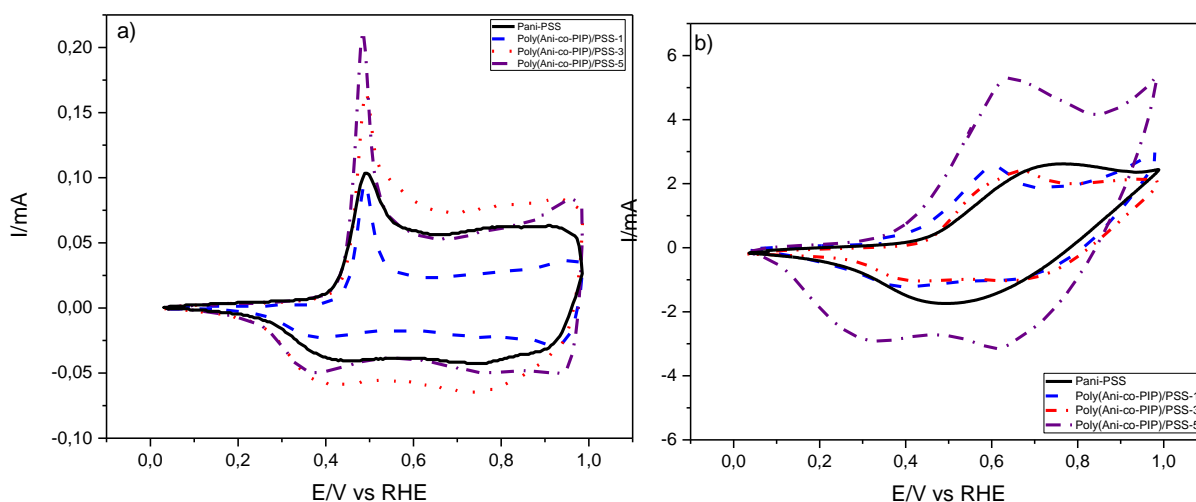 a)
Pani-PSS
Poly(Ani-co-PIP)/PSS-1
Poly(Ani-co-PIP)/PSS-3
Poly(Ani-co-PIP)/PSS-5
0,20
0,15
0,10
0,05
0,00
-0,05
-0,10
I/mA
0,0 0,2 0,4 0,6 0,8 1,0
E/V vs RHE
b)
6
4
2
0
-2
-4
-6
I/mA
Pani-PSS
Poly(Ani-co-PIP)/PSS-1
Poly(Ani-co-PIP)/PSS-3
Poly(Ani-co-PIP)/PSS-5
0,0 0,2 0,4 0,6 0,8 1,0
E/V vs RHE